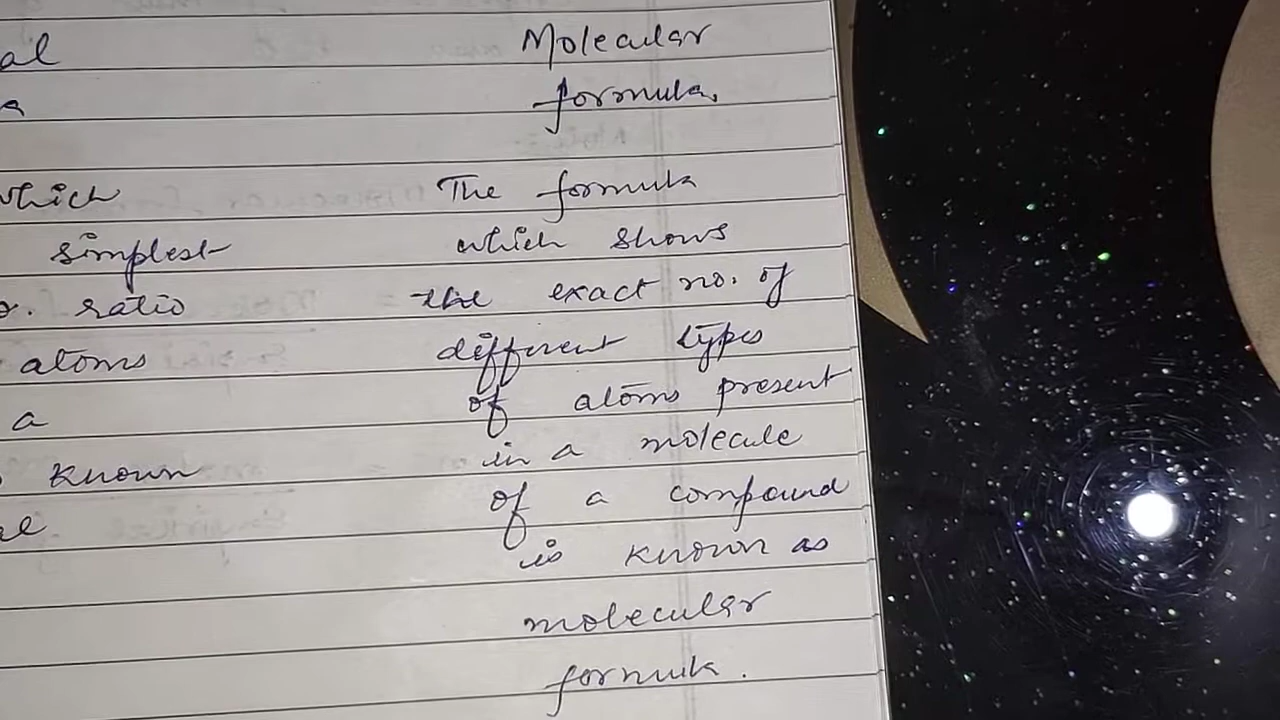 al Molecular
a formula,
which The formula
simplest which shows
o. ratio the exact no. of
atoms different types
a of atoms present
known in a molecule
al of a compound
is known as
molecular
formula.